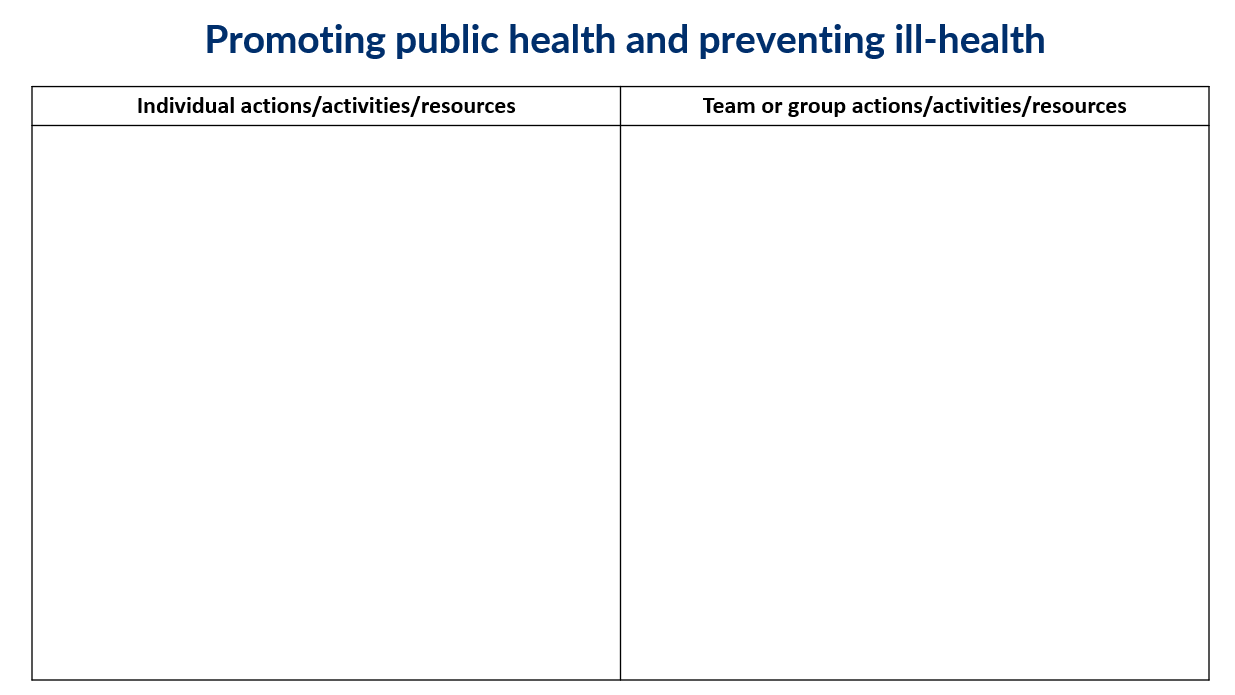 Promoting public health and preventing ill-health
Individual actions/activities/resources
Team or group actions/activities/resources